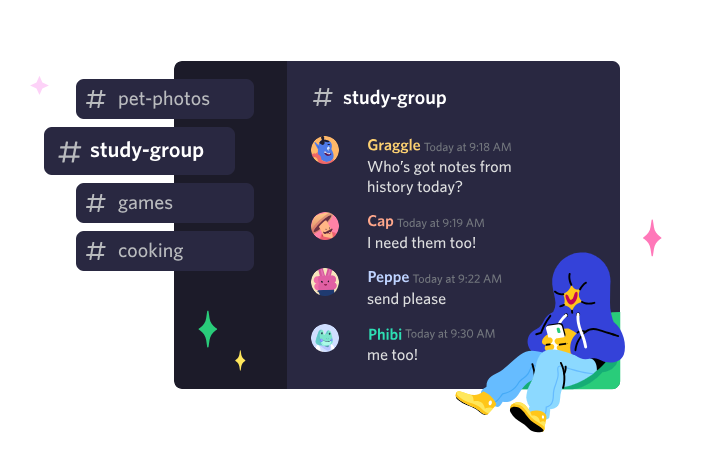 # pet-photos
# study-group
# games
# cooking
# study-group
Graggle Today at 9:18 AM
Who's got notes from
history today?
Cap Today at 9:19 AM
I need them too!
Peppe Today at 9:22 AM
send please
Phibi Today at 9:30 AM
me too!